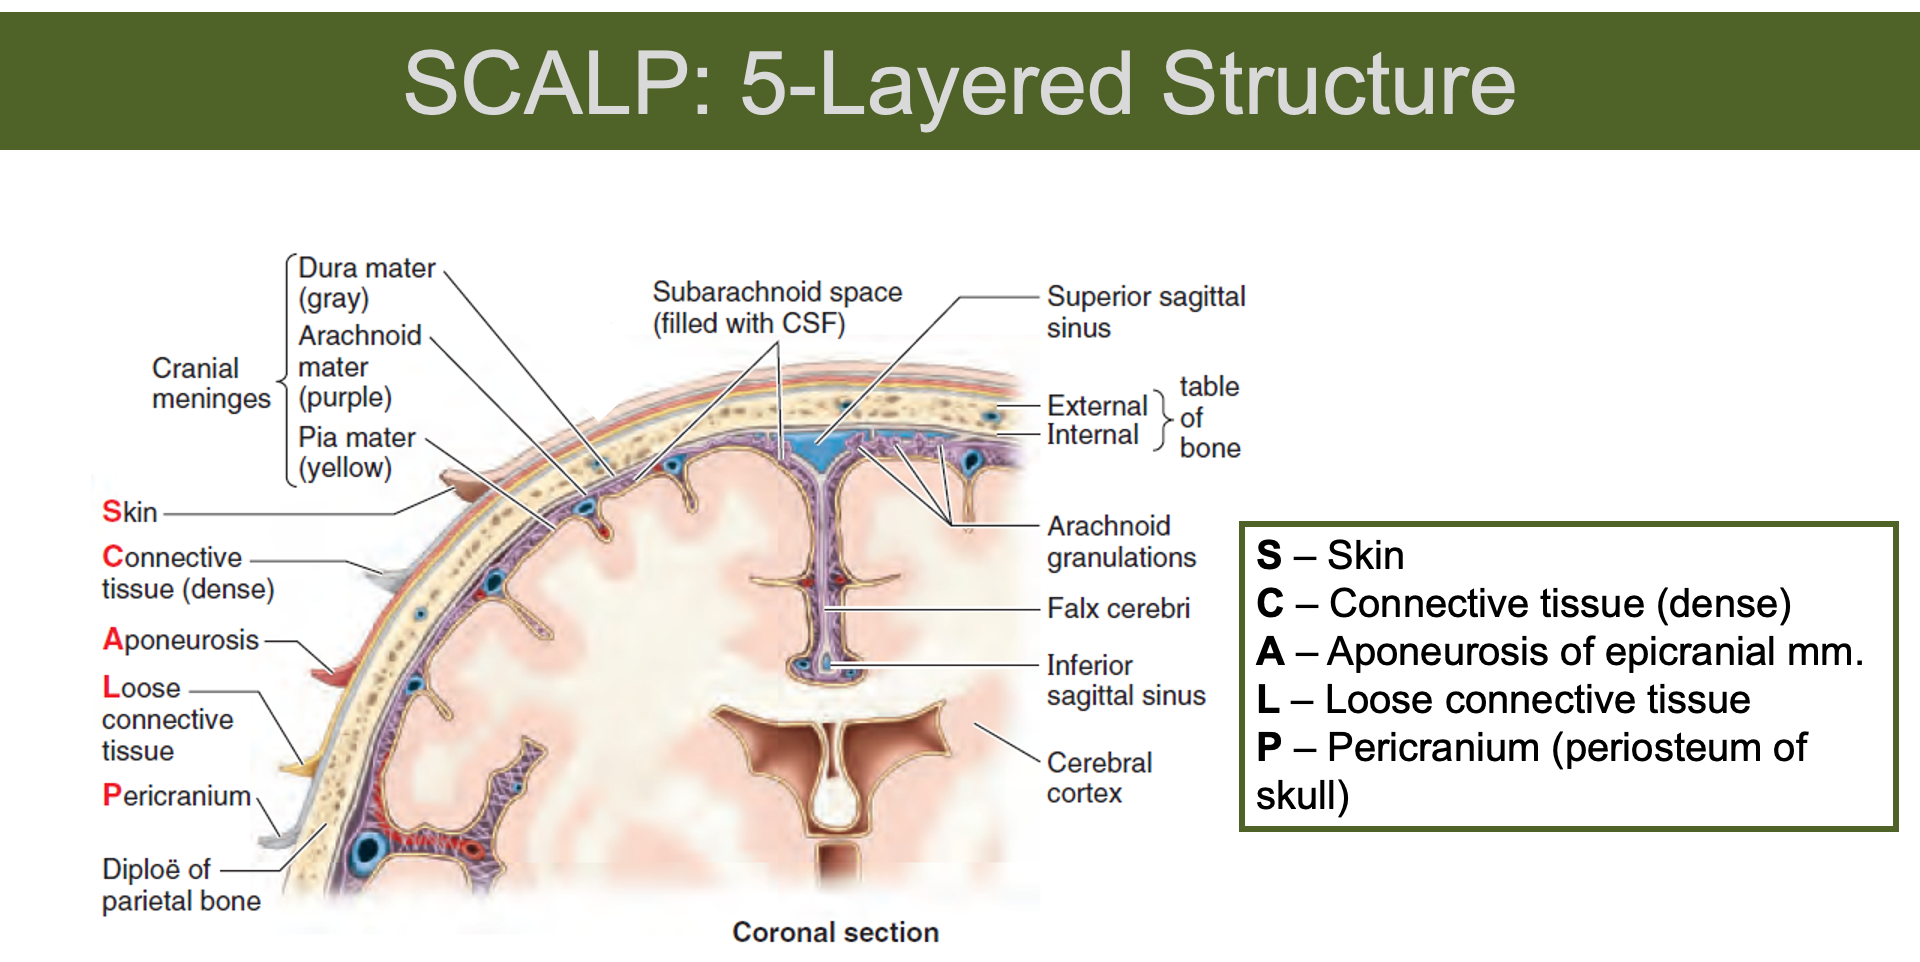 SCALP: 5-Layered Structure
Cranial
meninges
Dura mater
(gray)
Arachnoid
mater
(purple)
Pia mater
(yellow)
Subarachnoid space
(filled with CSF)
Superior sagittal
sinus
External
Internal
table
of
bone
Skin
Connective
tissue (dense)
Aponeurosis
Loose
connective
tissue
Pericranium
Diploë of
parietal bone
Arachnoid
granulations
Falx cerebri
Inferior
sagittal sinus
Cerebral
cortex
Coronal section
S – Skin
C – Connective tissue (dense)
A – Aponeurosis of epicranial mm.
L – Loose connective tissue
P – Pericranium (periosteum of
skull)